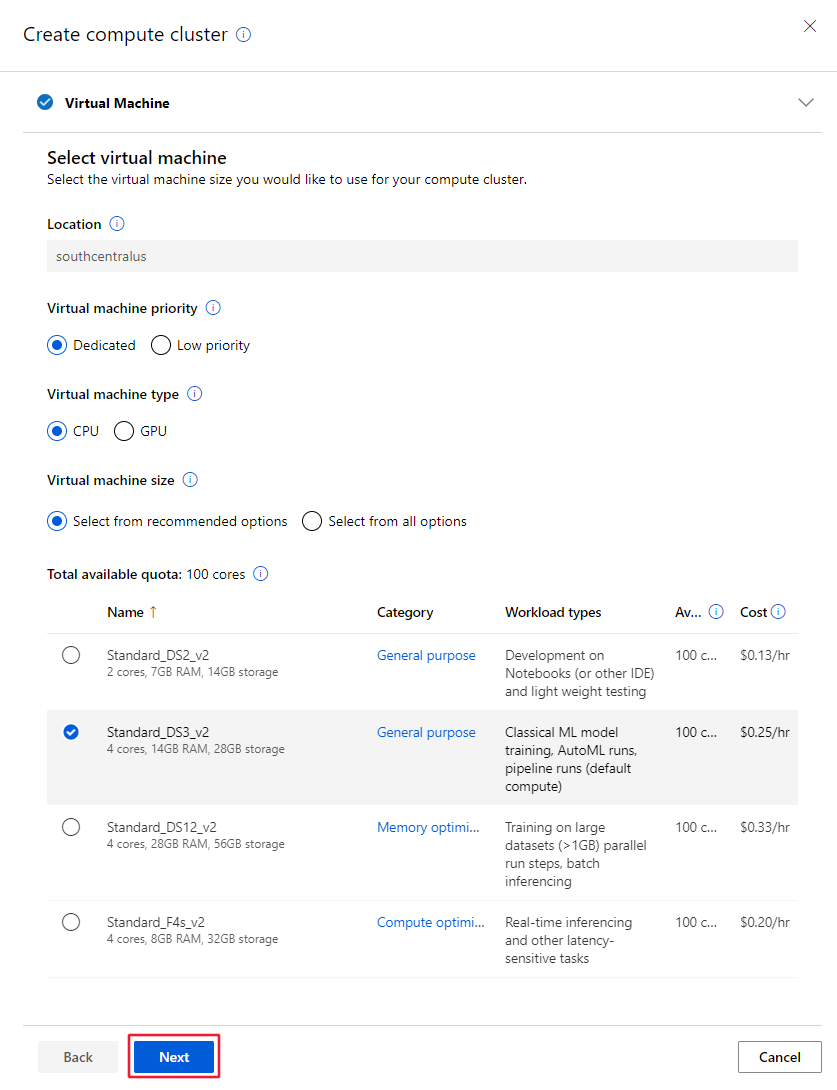 Create compute cluster
Virtual Machine
Select virtual machine
Select the virtual machine size you would like to use for your compute cluster.
Location
southcentralus
Virtual machine priority
Dedicated Low priority
Virtual machine type
CPU GPU
Virtual machine size
Select from recommended options Select from all options
Total available quota: 100 cores
Name ↑ Category Workload types Av... Cost
Standard_DS2_v2 General purpose Development on 100 c... $0.13/hr
2 cores, 7GB RAM, 14GB storage Notebooks (or other IDE)
and light weight testing
Standard_DS3_v2 General purpose Classical ML model 100 c... $0.25/hr
4 cores, 14GB RAM, 28GB storage training, AutoML runs,
pipeline runs (default
compute)
Standard_DS12_v2 Memory optimi... Training on large 100 c... $0.33/hr
4 cores, 28GB RAM, 56GB storage datasets (>1GB) parallel
run steps, batch
inferencing
Standard_F4s_v2 Compute optimi... Real-time inferencing 100 c... $0.20/hr
4 cores, 8GB RAM, 32GB storage and other latency-
sensitive tasks
Back Next Cancel